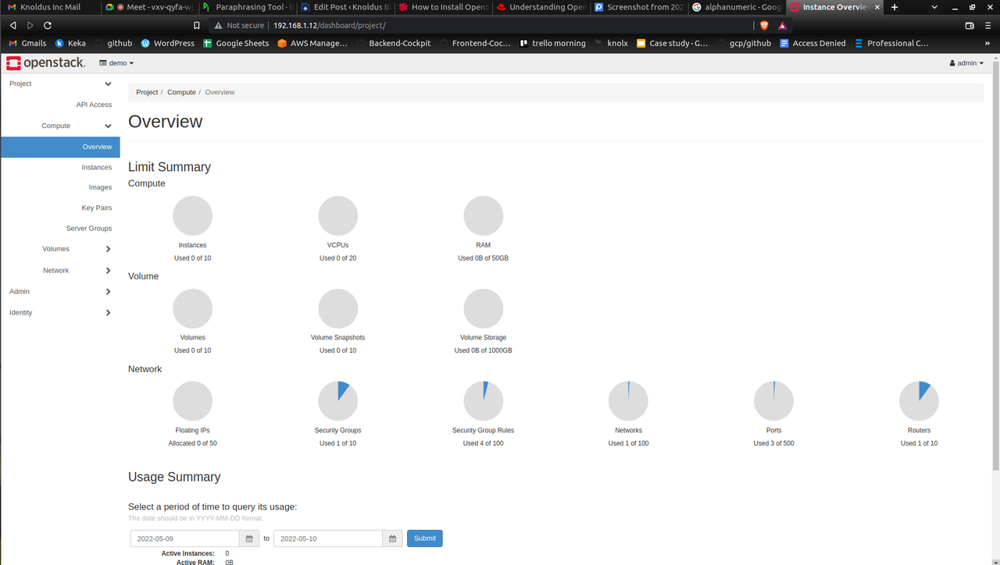 Knoldus Inc Mail
Meet - vxv-qyfa-wj
Paraphrasing Tool - B
Edit Post · Knoldus Bl
How to Install OpenS
Understanding Open
Screenshot from 202
alphanumeric - Googl
Instance Overview
Not secure 192.168.1.12/dashboard/project/
Gmails
Keka
github
WordPress
Google Sheets
AWS Manage...
Backend-Cockpit
Frontend-Coc...
trello morning
knolx
Case study - G...
gcp/github
Access Denied
Professional C...
»
openstack. demo admin
Project
API Access
Compute
Overview
Instances
Images
Key Pairs
Server Groups
Volumes
Network
Admin
Identity
Project / Compute / Overview
Overview
Limit Summary
Compute
Instances
Used 0 of 10
VCPUs
Used 0 of 20
RAM
Used 0B of 50GB
Volume
Volumes
Used 0 of 10
Volume Snapshots
Used 0 of 10
Volume Storage
Used 0B of 1000GB
Network
Floating IPs
Allocated 0 of 50
Security Groups
Used 1 of 10
Security Group Rules
Used 4 of 100
Networks
Used 1 of 100
Ports
Used 3 of 500
Routers
Used 1 of 10
Usage Summary
Select a period of time to query its usage:
The date should be in YYYY-MM-DD format.
2022-05-09 to 2022-05-10 Submit
Active Instances: 0
Active RAM: 0B